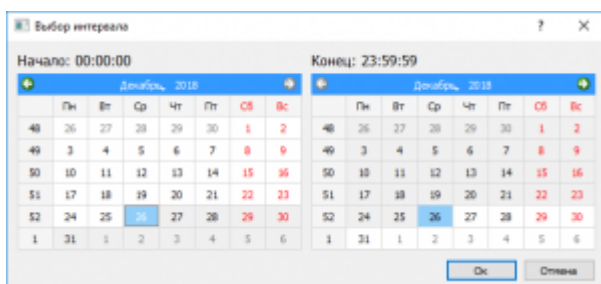 Выбор интервала ?
Начало: 00:00:00 Конец: 23:59:59
Декабрь, 2018 Декабрь, 2018
Пн Вт Ср Чт Пт Сб Вс Пн Вт Ср Чт Пт Сб Вс
48 26 27 28 29 30 1 2 48 26 27 28 29 30 1 2
49 3 4 5 6 7 8 9 49 3 4 5 6 7 8 9
50 10 11 12 13 14 15 16 50 10 11 12 13 14 15 16
51 17 18 19 20 21 22 23 51 17 18 19 20 21 22 23
52 24 25 26 27 28 29 30 52 24 25 26 27 28 29 30
1 31 1 2 3 4 5 6 1 31 1 2 3 4 5 6
Ок Отмена